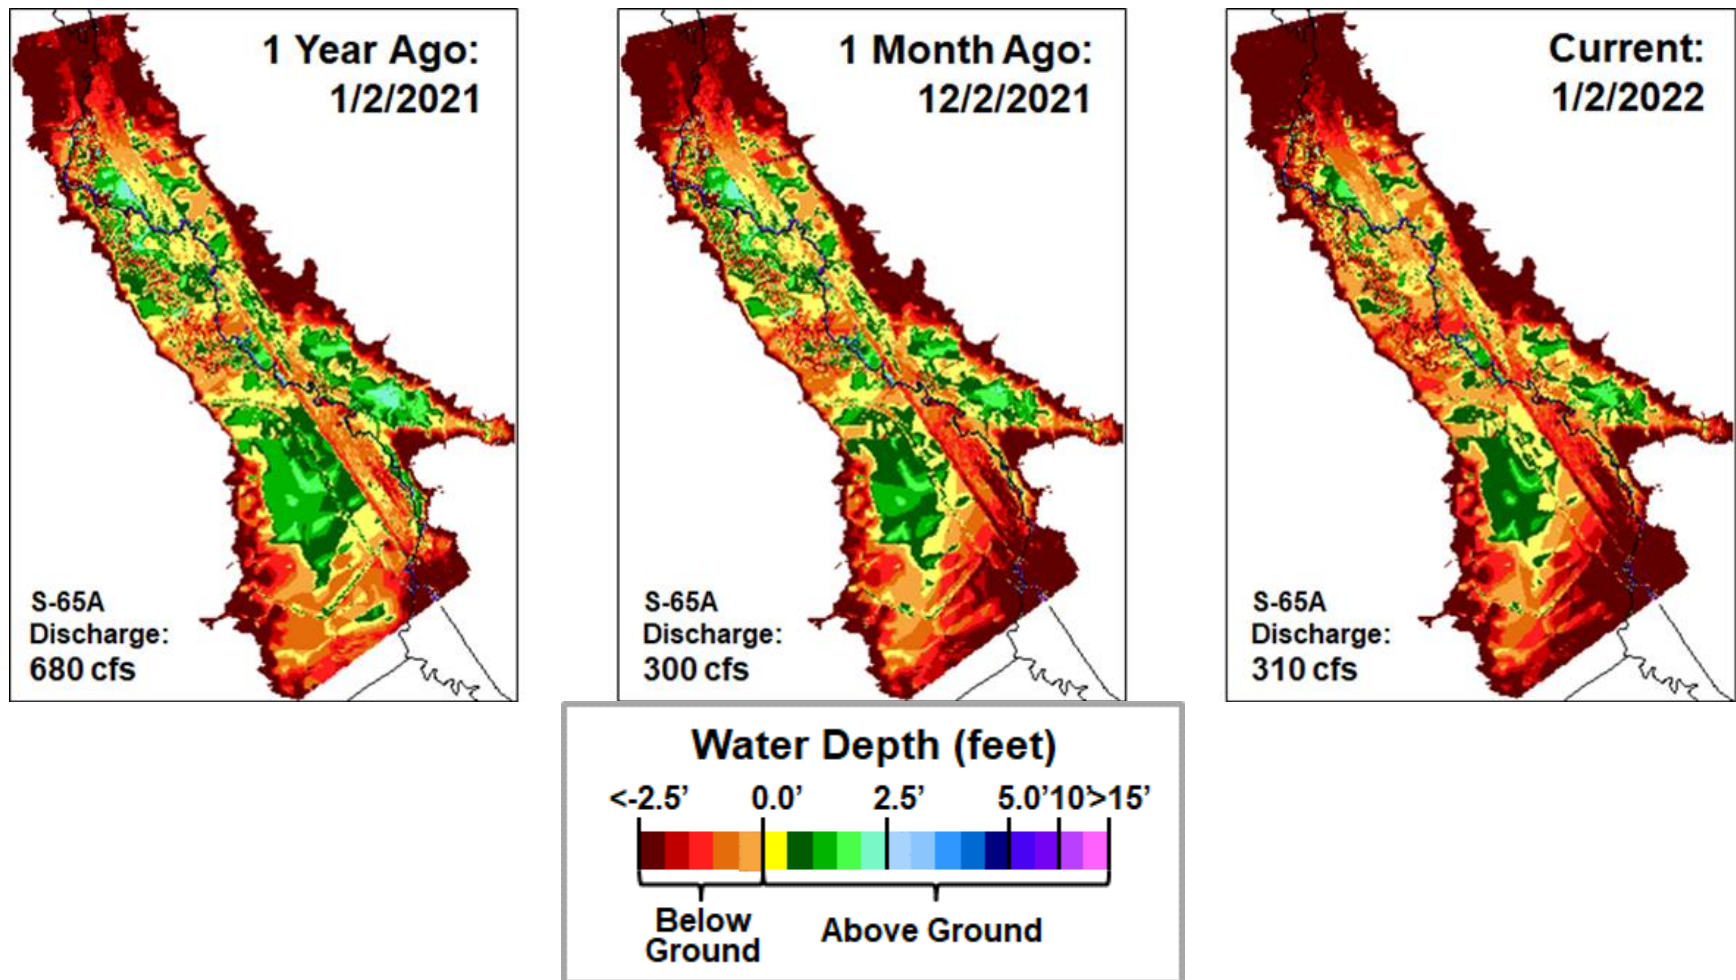 1 Year Ago:
1/2/2021
S-65A
Discharge:
680 cfs
1 Month Ago:
12/2/2021
S-65A
Discharge:
300 cfs
Current:
1/2/2022
S-65A
Discharge:
310 cfs
Water Depth (feet)
<-2.5’ 0.0’ 2.5’ 5.0’10’>15’
Below
Ground
Above Ground